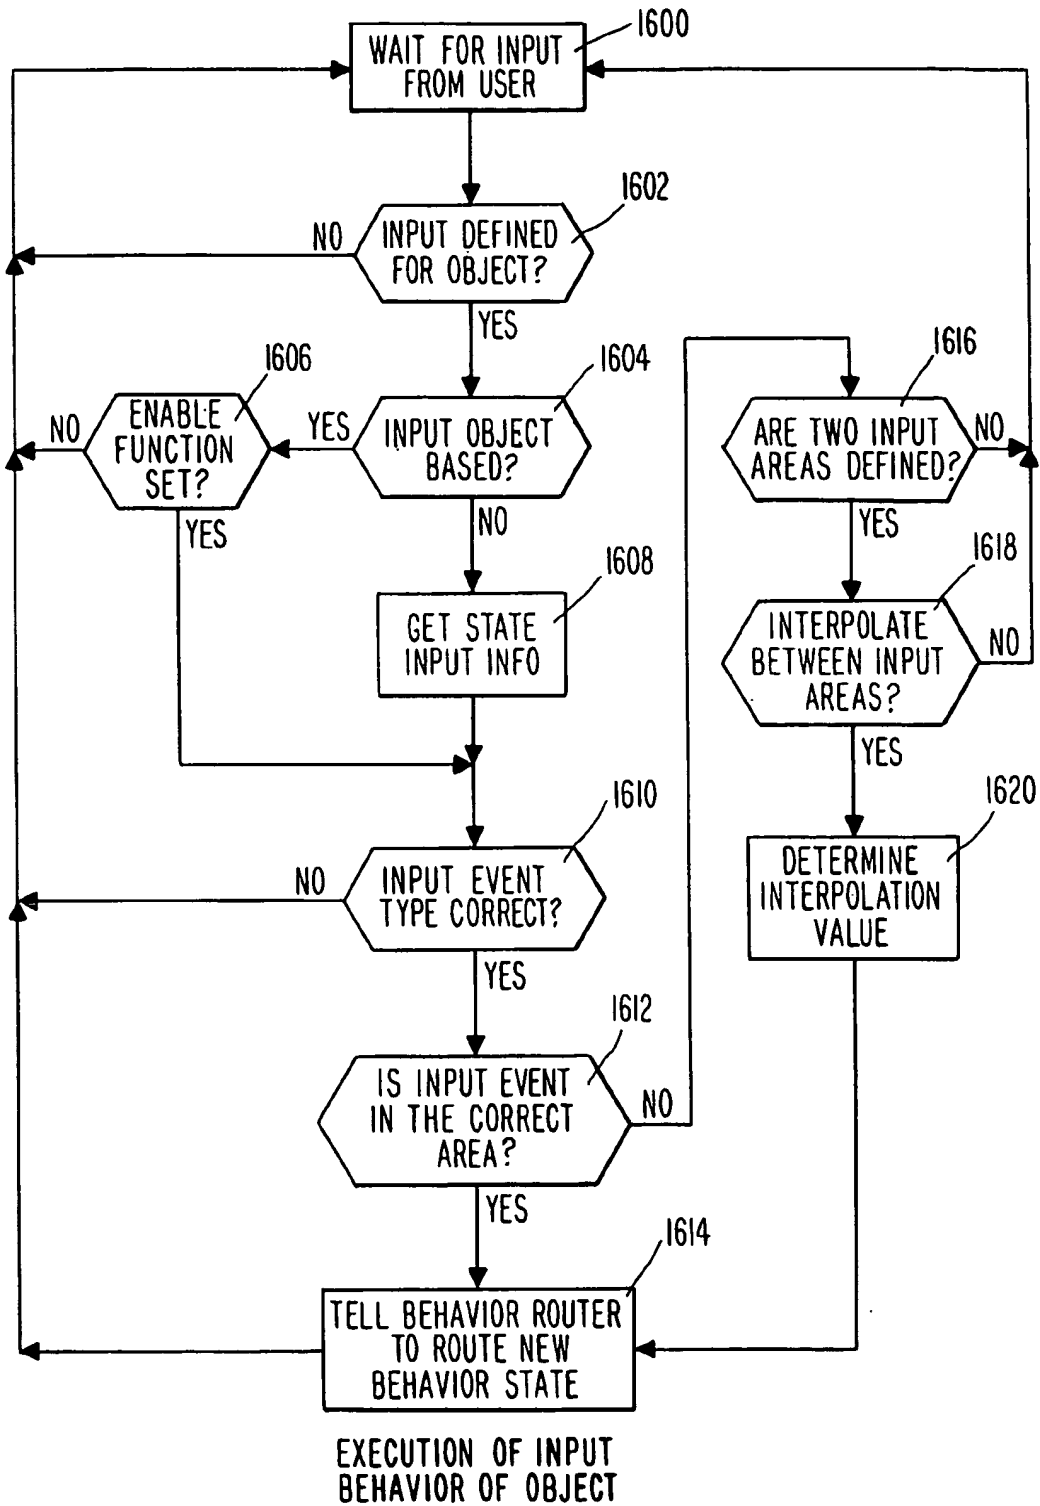 1600
WAIT FOR INPUT
FROM USER
1602
NO
INPUT DEFINED
FOR OBJECT?
YES
1606
1604
1616
ENABLE
FUNCTION
SET?
NO
YES
INPUT OBJECT
BASED?
ARE TWO INPUT
AREAS DEFINED?
NO
YES
NO
YES
1608
1618
GET STATE
INPUT INFO
INTERPOLATE
BETWEEN INPUT
AREAS?
NO
YES
1610
1620
NO
INPUT EVENT
TYPE CORRECT?
DETERMINE
INTERPOLATION
VALUE
YES
1612
IS INPUT EVENT
IN THE CORRECT
AREA?
NO
YES
1614
TELL BEHAVIOR ROUTER
TO ROUTE NEW
BEHAVIOR STATE
EXECUTION OF INPUT
BEHAVIOR OF OBJECT